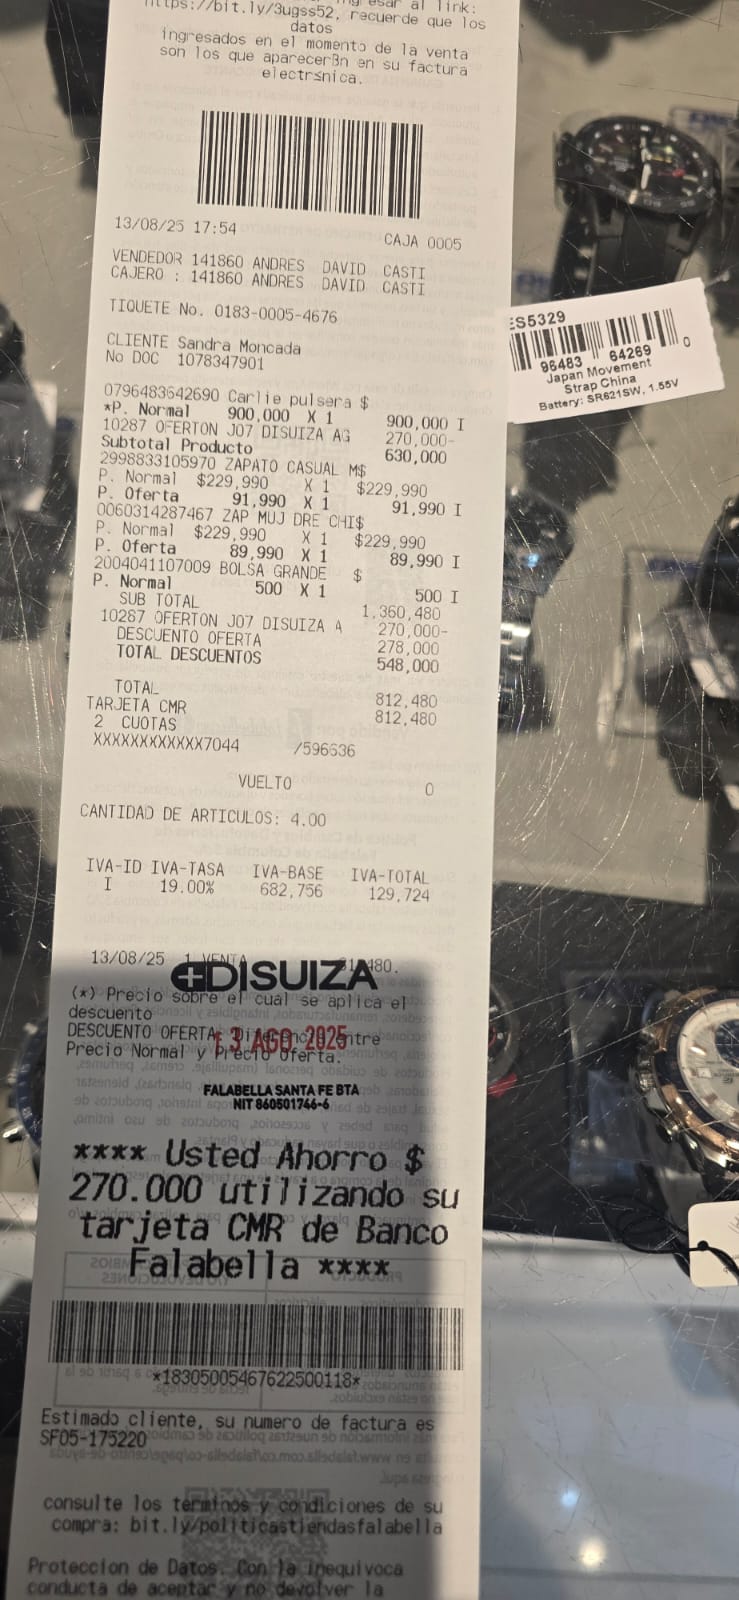 https://bit.ly/3ugss52, recuerde que los
datos
ingresados en el momento de la venta
son los que aparecerßn en su factura
electrsnica.
13/08/25 17:54
CAJA 0005
VENDEDOR 141860 ANDRES DAVID CASTI
CAJERO : 141860 ANDRES DAVID CASTI
TIQUETE No. 0183-0005-4676
CLIENTE Sandra Moncada
No DOC 1078347901
0796483642690 Carlie pulsera $
*P. Normal 900,000 X 1 900,000 I
10287 OFERTON J07 DISUIZA AG 270,000-
Subtotal Producto 630,000
2998833105970 ZAPATO CASUAL M$
P. Normal $229,990 X 1 $229,990
P. Oferta 91,990 X 1 91,990 I
0060314287467 ZAP MUJ DRE CHI$
P. Normal $229,990 X 1 $229,990
P. Oferta 89,990 X 1 89,990 I
2004041107009 BOLSA GRANDE $
P. Normal 500 X 1 500 I
SUB TOTAL 1,360,480
10287 OFERTON J07 DISUIZA A 270,000-
DESCUENTO OFERTA 278,000
TOTAL DESCUENTOS 548,000
TOTAL 812,480
TARJETA CMR 812,480
2 CUOTAS
XXXXXXXXXXXX7044 /596636
VUELTO 0
CANTIDAD DE ARTICULOS: 4.00
IVA-ID IVA-TASA IVA-BASE IVA-TOTAL
I 19.00% 682,756 129,724
13/08/25 1 VENTA 480.
DISUIZA
(*) Precio sobre el cual se aplica el
descuento
DESCUENTO OFERTA: Diferencia entre
13 AGO 2025
Precio Normal y Precio Oferta.
FALABELLA SANTA FE BTA
NIT 860501746-6
**** Usted Ahorro $
270.000 utilizando su
tarjeta CMR de Banco
Falabella ****
*18305005467622500118*
Estimado cliente, su numero de factura es
SF05-175220
consulte los terminos y condiciones de su
compra: bit.ly/politicastiendasfalabella
Proteccion de Datos. Con la inequivoca
conducta de aceptar y no devolver la
ES5329
96483 64269 0
Japan Movement
Strap China
Battery: SR621SW, 1.55V